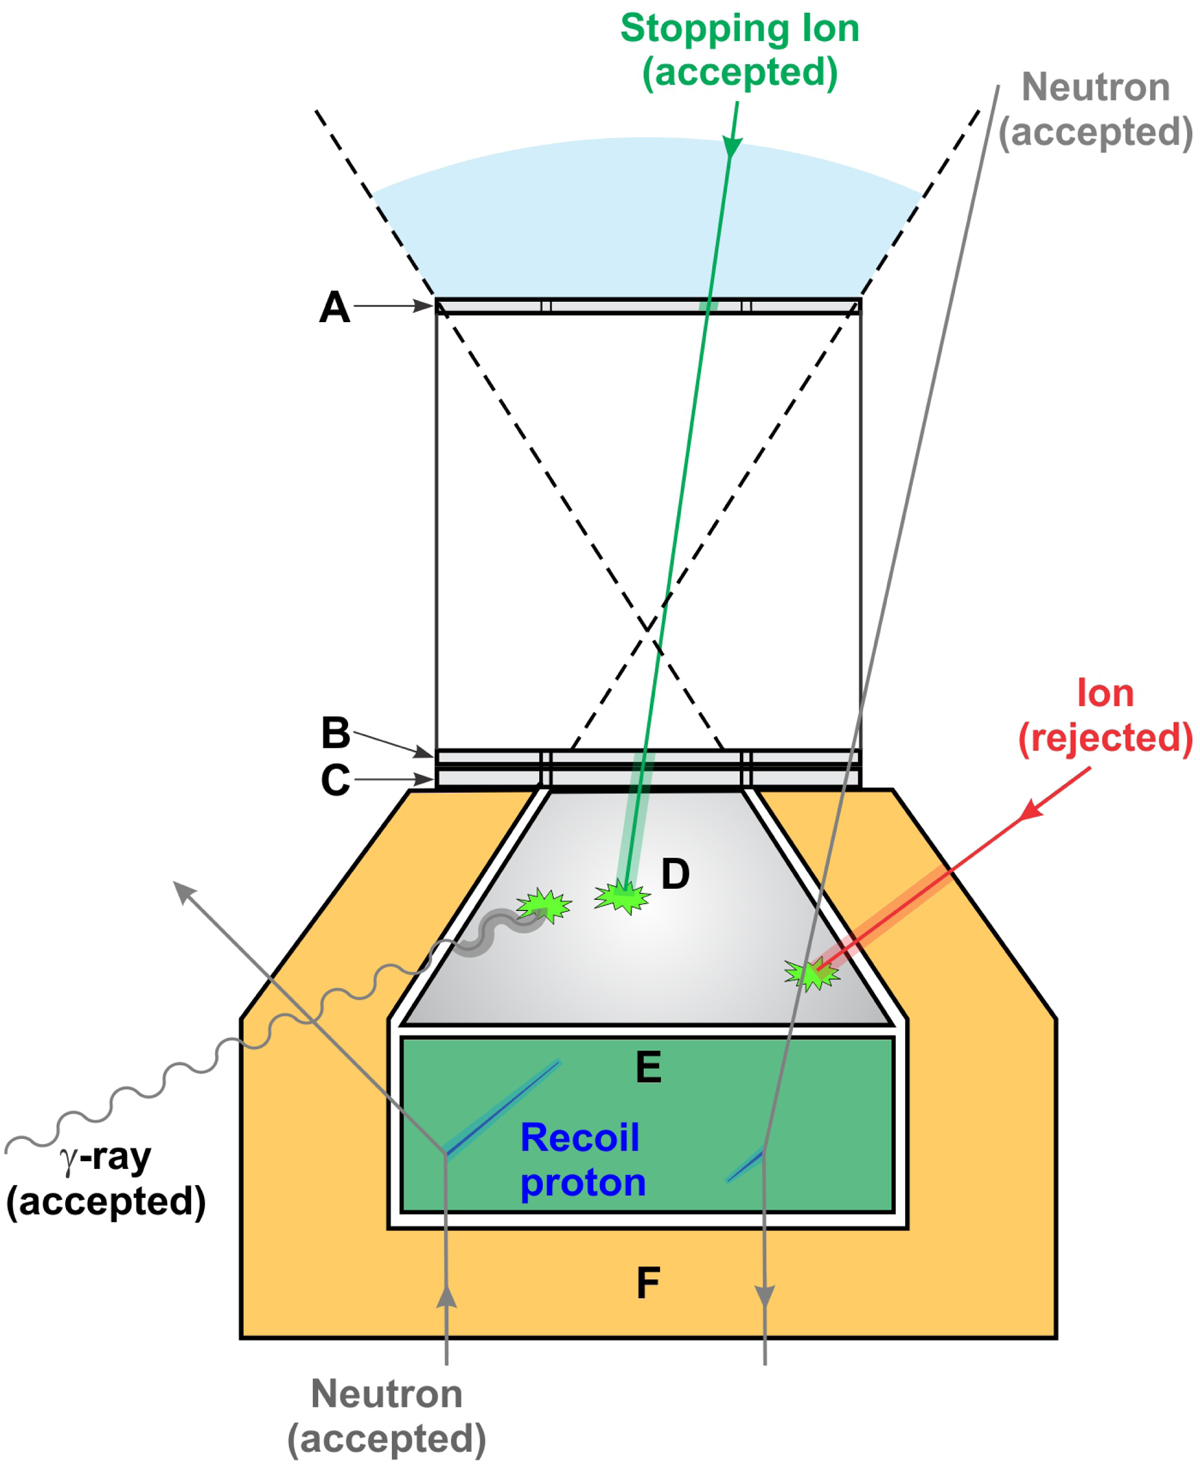 Stopping Ion
(accepted)
Neutron
(accepted)
A
B
C
Ion
(rejected)
D
E
Recoil
proton
γ-ray
(accepted)
F
Neutron
(accepted)